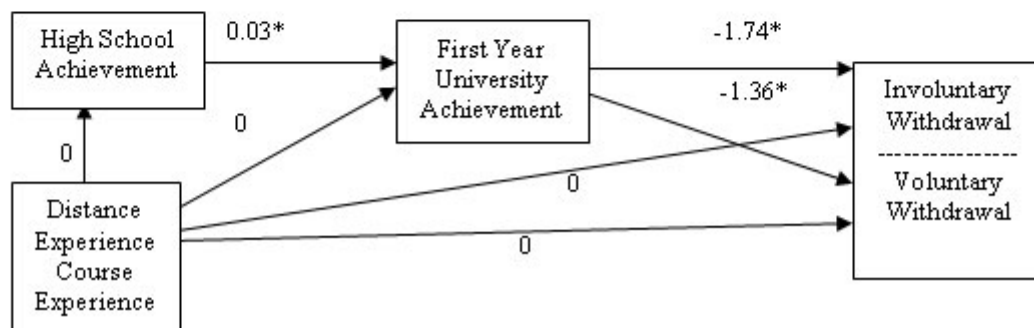 High School
Achievement
0.03*
First Year
University
Achievement
-1.74*
-1.36*
Involuntary
Withdrawal
---------------
Voluntary
Withdrawal
0
0
0
0
Distance
Experience
Course
Experience